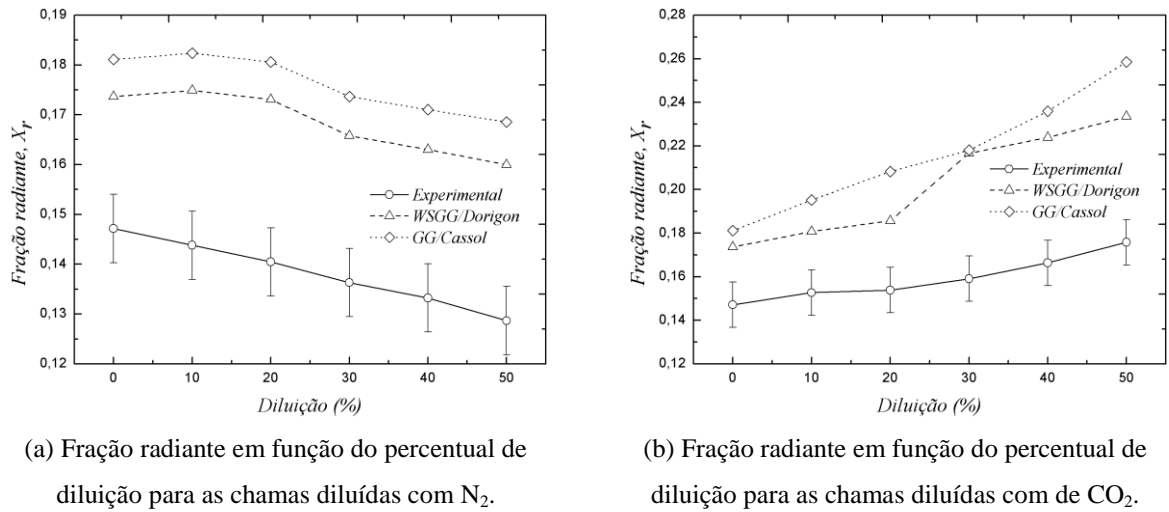 0,19
0,18
0,17
0,16
0,15
0,14
0,13
0,12
Fração radiante, Xr
Experimental
WSGG/Dorigon
GG/Cassol
0 10 20 30 40 50
Diluição (%)
(a) Fração radiante em função do percentual de
diluição para as chamas diluídas com N₂.
0,28
0,26
0,24
0,22
0,20
0,18
0,16
0,14
0,12
Fração radiante, Xr
Experimental
WSGG/Dorigon
GG/Cassol
0 10 20 30 40 50
Diluição (%)
(b) Fração radiante em função do percentual de
diluição para as chamas diluídas com de CO₂.